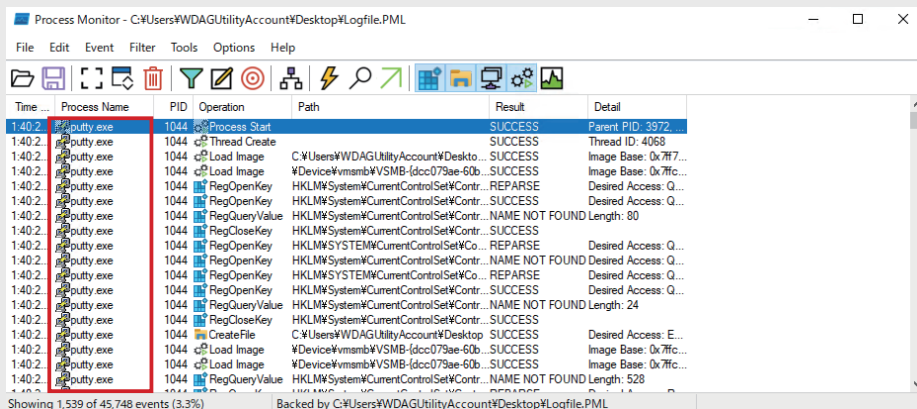 Process Monitor - C:¥Users¥WDAGUtilityAccount¥Desktop¥Logfile.PML
File Edit Event Filter Tools Options Help
Time ... Process Name PID Operation Path Result Detail
1:40:2... putty.exe 1044 Process Start SUCCESS Parent PID: 3972, ...
1:40:2... putty.exe 1044 Thread Create SUCCESS Thread ID: 4068
1:40:2... putty.exe 1044 Load Image C:¥Users¥WDAGUtilityAccount¥Deskto... SUCCESS Image Base: 0x7ff7...
1:40:2... putty.exe 1044 Load Image ¥Device¥vmsmb¥VSMB-{dcc079ae-60b... SUCCESS Image Base: 0x7ffc...
1:40:2... putty.exe 1044 RegOpenKey HKLM¥System¥CurrentControlSet¥Contr... REPARSE Desired Access: Q...
1:40:2... putty.exe 1044 RegOpenKey HKLM¥System¥CurrentControlSet¥Contr... SUCCESS Desired Access: Q...
1:40:2... putty.exe 1044 RegQueryValue HKLM¥System¥CurrentControlSet¥Contr... NAME NOT FOUND Length: 80
1:40:2... putty.exe 1044 RegCloseKey HKLM¥System¥CurrentControlSet¥Contr... SUCCESS
1:40:2... putty.exe 1044 RegOpenKey HKLM¥SYSTEM¥CurrentControlSet¥Co... REPARSE Desired Access: Q...
1:40:2... putty.exe 1044 RegOpenKey HKLM¥System¥CurrentControlSet¥Contr... NAME NOT FOUND Desired Access: Q...
1:40:2... putty.exe 1044 RegOpenKey HKLM¥SYSTEM¥CurrentControlSet¥Co... REPARSE Desired Access: Q...
1:40:2... putty.exe 1044 RegOpenKey HKLM¥System¥CurrentControlSet¥Contr... SUCCESS Desired Access: Q...
1:40:2... putty.exe 1044 RegQueryValue HKLM¥System¥CurrentControlSet¥Contr... NAME NOT FOUND Length: 24
1:40:2... putty.exe 1044 RegCloseKey HKLM¥System¥CurrentControlSet¥Contr... SUCCESS
1:40:2... putty.exe 1044 CreateFile C:¥Users¥WDAGUtilityAccount¥Desktop SUCCESS Desired Access: E...
1:40:2... putty.exe 1044 Load Image ¥Device¥vmsmb¥VSMB-{dcc079ae-60b... SUCCESS Image Base: 0x7ffc...
1:40:2... putty.exe 1044 Load Image ¥Device¥vmsmb¥VSMB-{dcc079ae-60b... SUCCESS Image Base: 0x7ffc...
1:40:2... putty.exe 1044 RegQueryValue HKLM¥System¥CurrentControlSet¥Contr... NAME NOT FOUND Length: 528
Showing 1,539 of 45,748 events (3.3%) Backed by C:¥Users¥WDAGUtilityAccount¥Desktop¥Logfile.PML